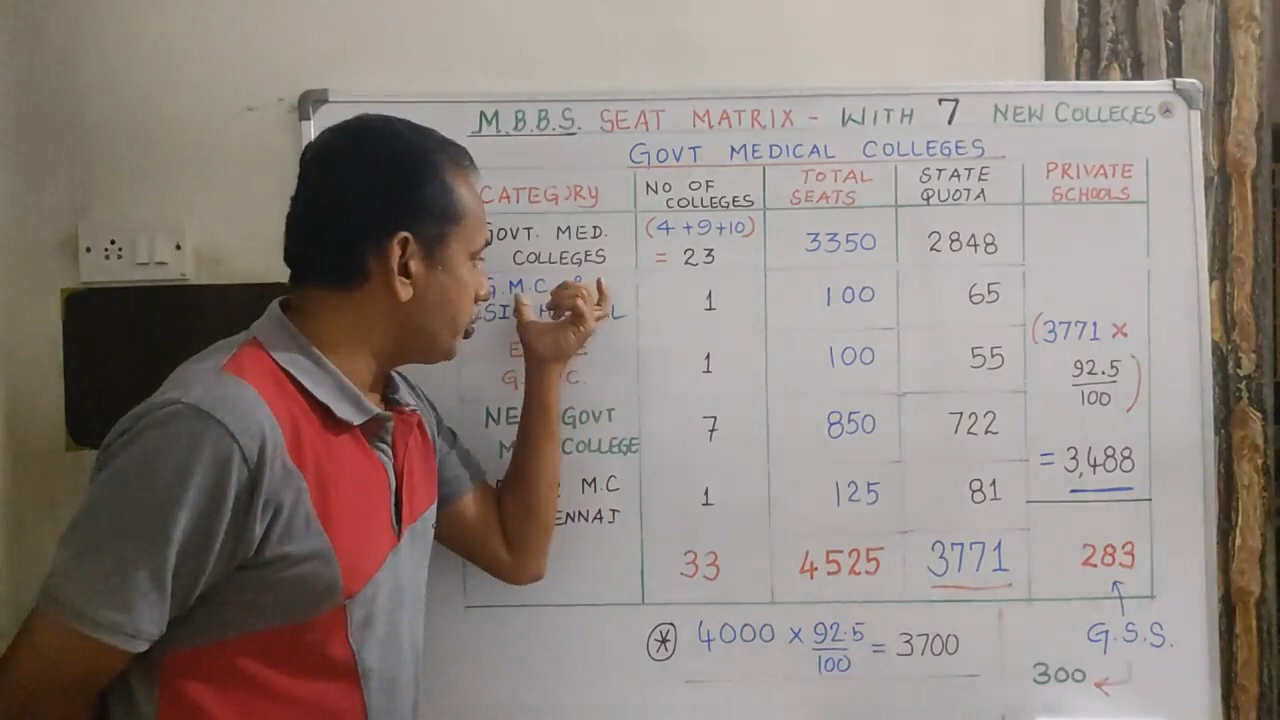 M.B.B.S. SEAT MATRIX - WITH 7 NEW COLLEGES
GOVT MEDICAL COLLEGES
CATEGORY
NO OF
COLLEGES
TOTAL
SEATS
STATE
QUOTA
PRIVATE
SCHOOLS
GOVT. MED.
COLLEGES
(4+9+10)
= 23
3350
2848
G.M.C.
1
100
65
1
100
55
GOVT
COLLEGE
7
850
722
M.C
1
125
81
(3771 ×
92.5
100 )
= 3,488
33
4525
3771
283
G.S.S.
300
* 4000 × 92.5
100 = 3700